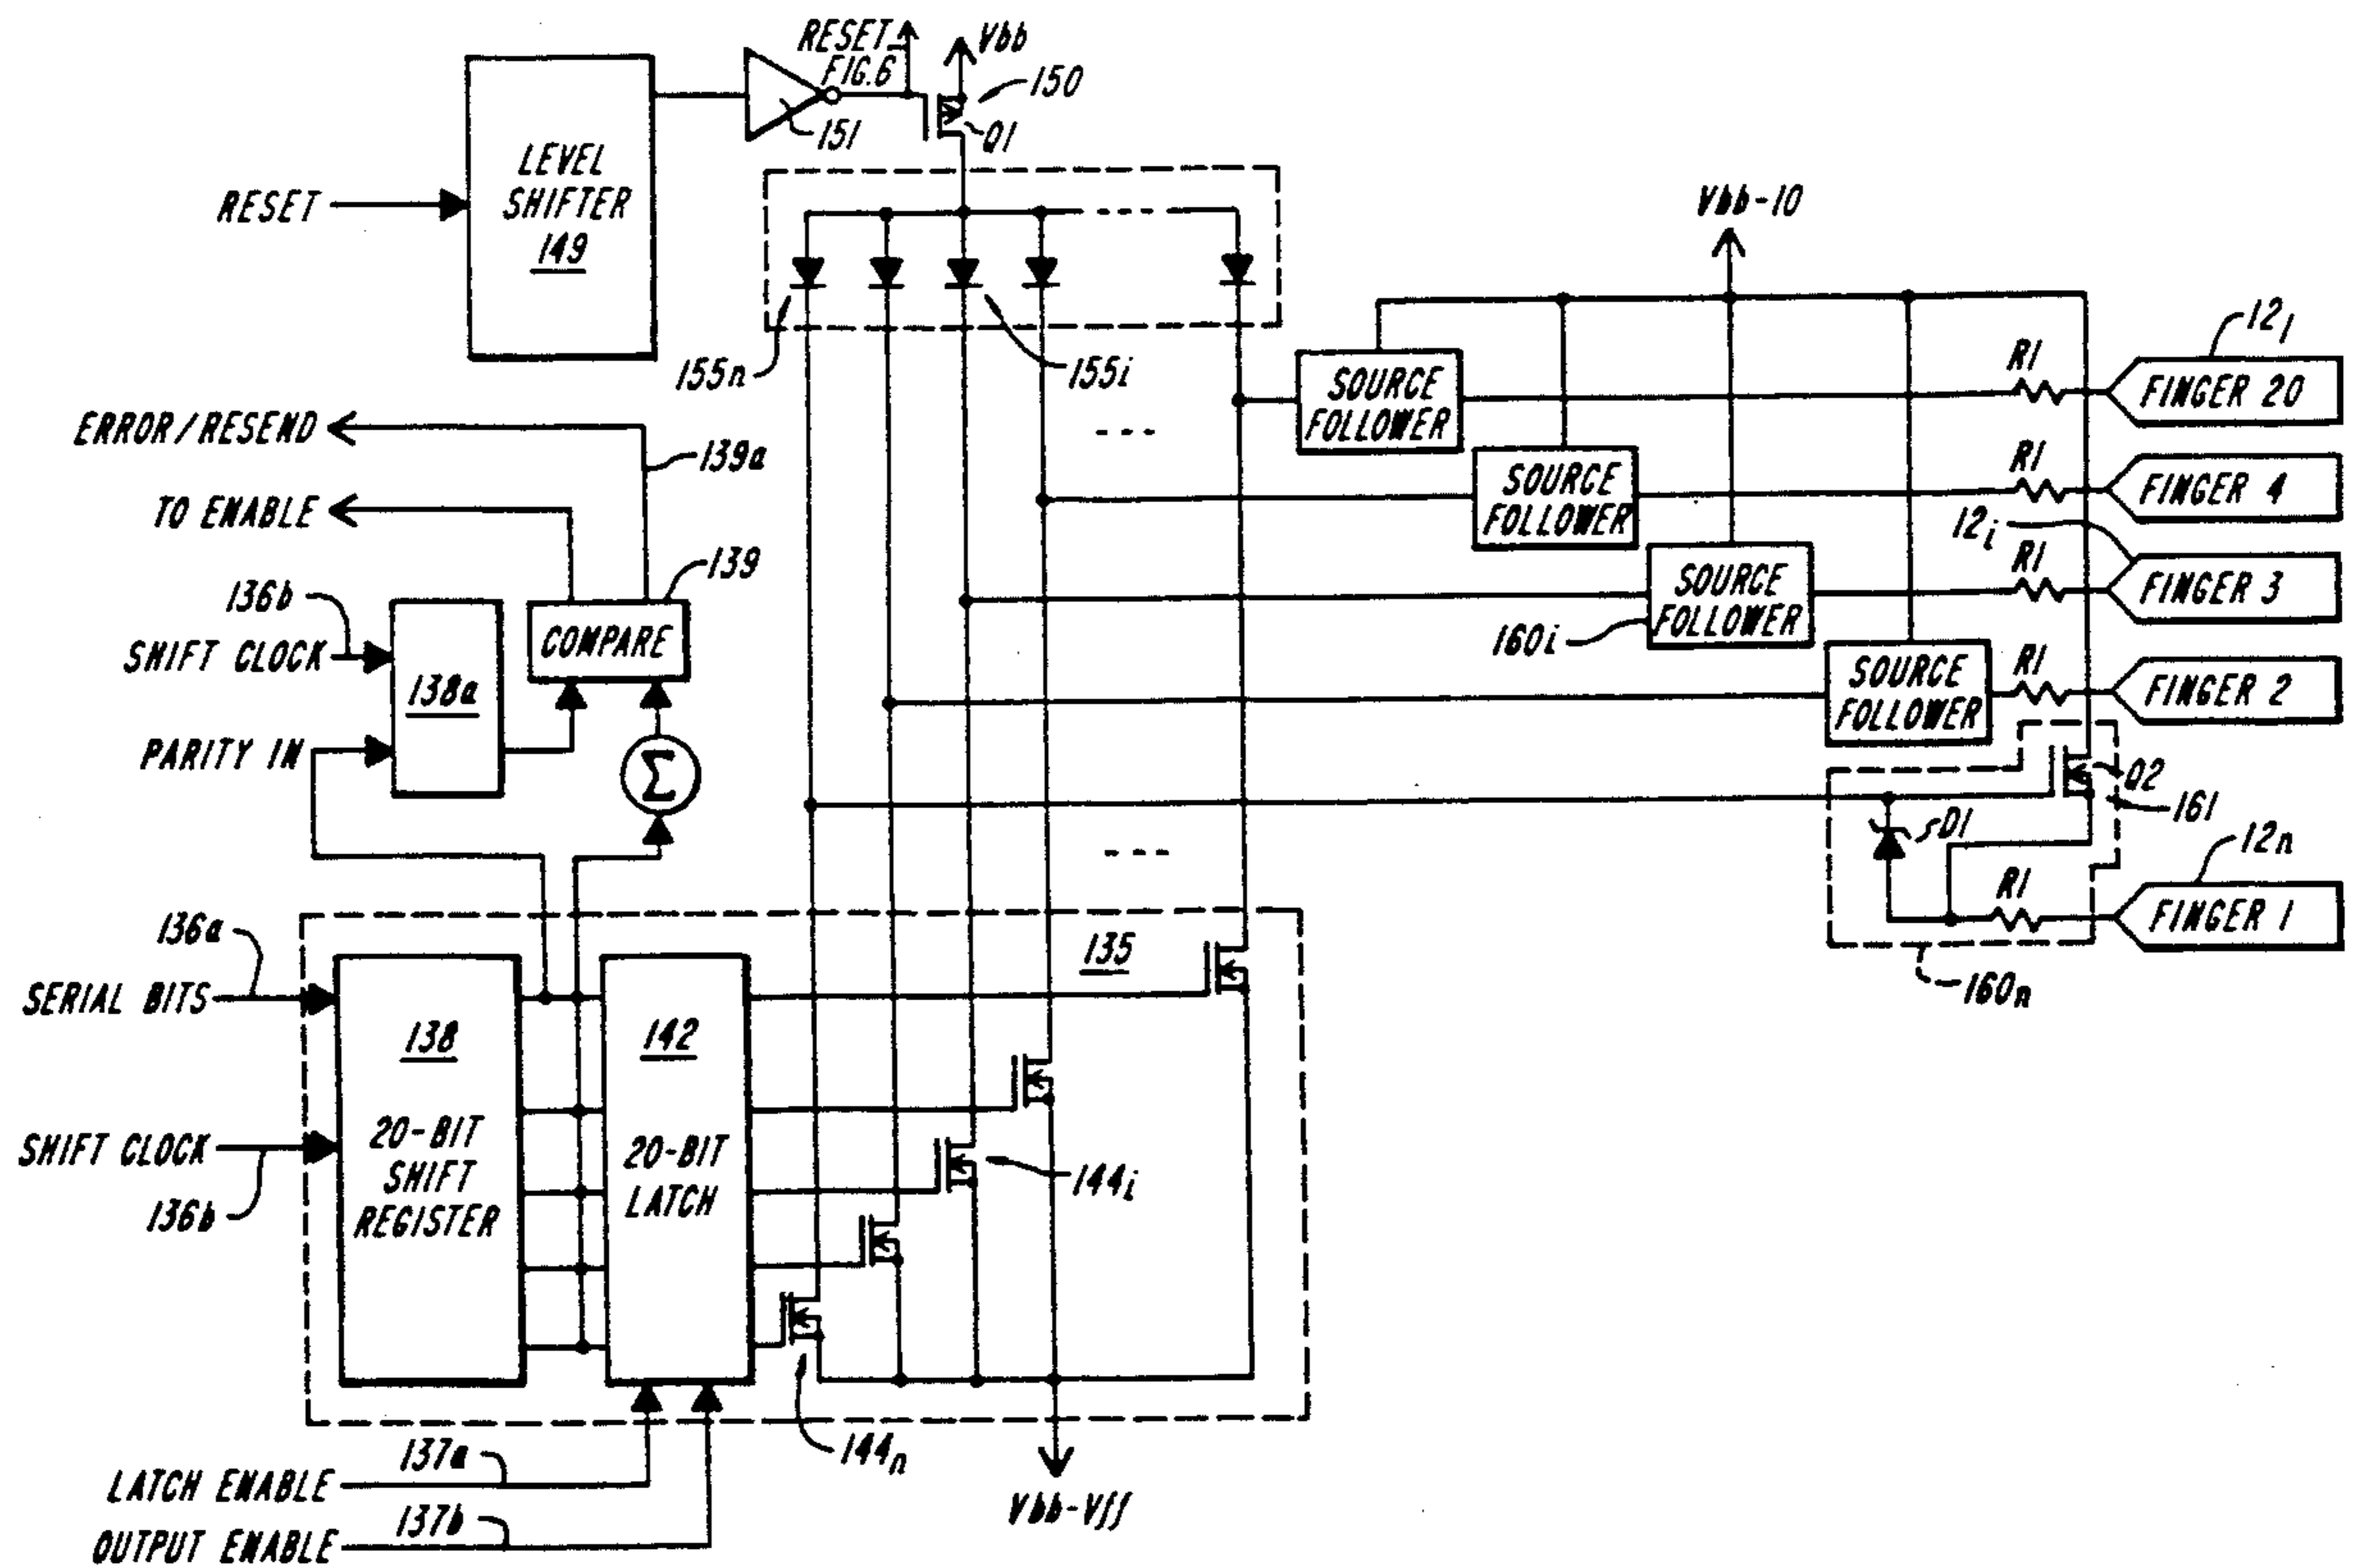 RESET
FIG.6
Vbb
150
Q1
151
LEVEL
SHIFTER
149
RESET
155n
155i
Vbb-10
12₁
R1
FINGER 20
SOURCE
FOLLOWER
R1
FINGER 4
SOURCE
FOLLOWER
12ᵢ
R1
FINGER 3
SOURCE
FOLLOWER
160i
R1
FINGER 2
SOURCE
FOLLOWER
ERROR/RESEND
139a
TO ENABLE
139
136b
SHIFT CLOCK
138a
COMPARE
PARITY IN
Σ
Q2
161
D1
12n
R1
FINGER 1
160n
136a
SERIAL BITS
138
20-BIT
SHIFT
REGISTER
142
20-BIT
LATCH
135
SHIFT CLOCK
136b
144i
144n
LATCH ENABLE
137a
OUTPUT ENABLE
137b
Vbb-Vff